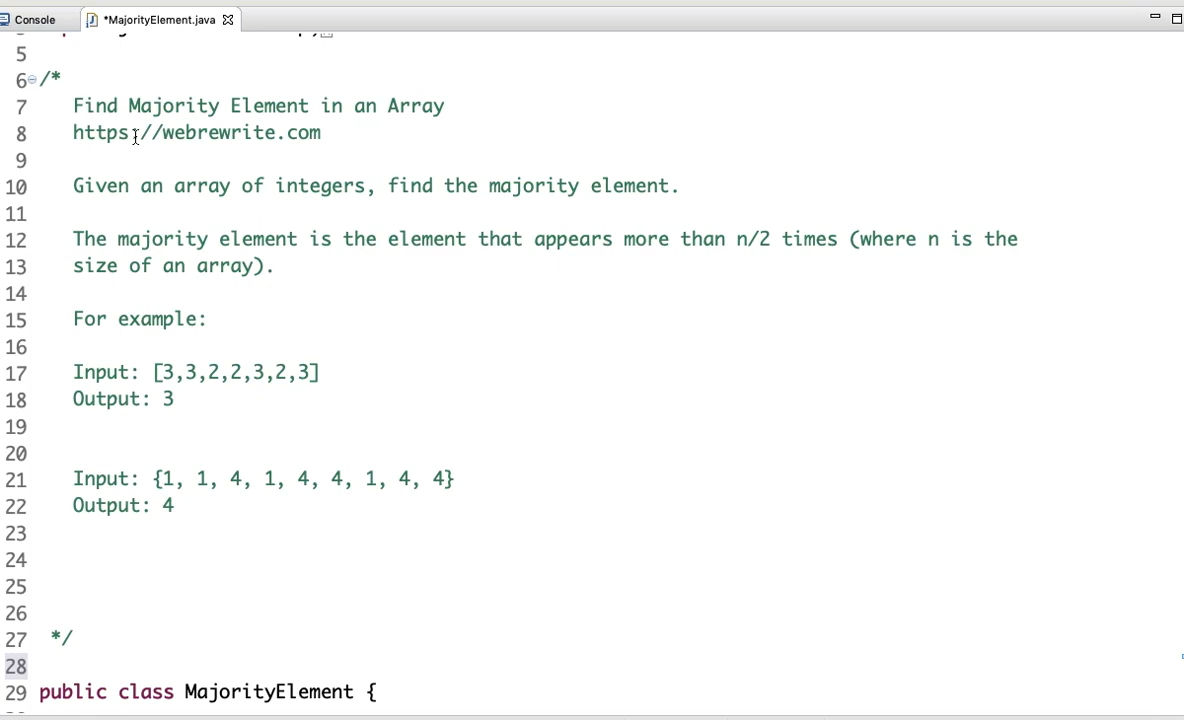 Console
*MajorityElement.java
5
6 /*
7 Find Majority Element in an Array
8 https://webrewrite.com
9
10 Given an array of integers, find the majority element.
11
12 The majority element is the element that appears more than n/2 times (where n is the
13 size of an array).
14
15 For example:
16
17 Input: [3,3,2,2,3,2,3]
18 Output: 3
19
20
21 Input: {1, 1, 4, 1, 4, 4, 1, 4, 4}
22 Output: 4
23
24
25
26
27 */
28
29 public class MajorityElement {